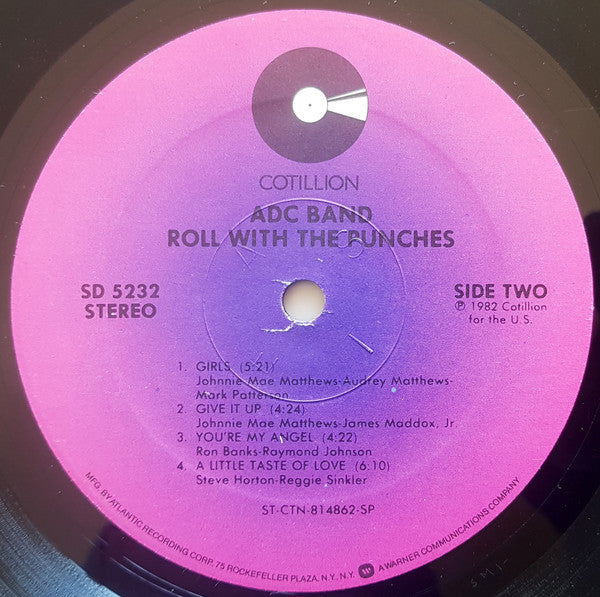 COTILLION
ADC BAND
ROLL WITH THE PUNCHES
SD 5232
STEREO
SIDE TWO
℗ 1982 Cotillion
for the U.S.
1. GIRLS (5:21)
Johnnie Mae Matthews-Audrey Matthews-
Mark Patterson
2. GIVE IT UP (4:24)
Johnnie Mae Matthews-James Maddox, Jr.
3. YOU'RE MY ANGEL (4:22)
Ron Banks-Raymond Johnson
4. A LITTLE TASTE OF LOVE (6:10)
Steve Horton-Reggie Sinkler
ST-CTN-814862-SP
MFG. BY ATLANTIC RECORDING CORP. 75 ROCKEFELLER PLAZA, N.Y. N.Y. A WARNER COMMUNICATIONS COMPANY